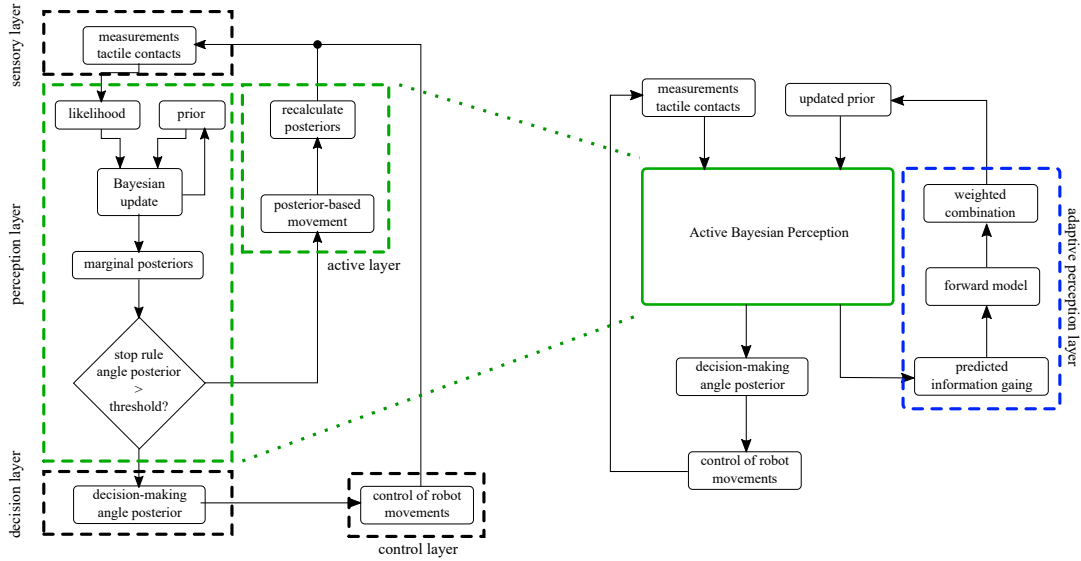 sensory layer
measurements
tactile contacts
perception layer
likelihood
prior
Bayesian
update
marginal posteriors
stop rule
angle posterior
>
threshold?
recalculate
posteriors
posterior-based
movement
active layer
decision layer
decision-making
angle posterior
control of robot
movements
control layer
measurements
tactile contacts
updated prior
Active Bayesian Perception
weighted
combination
forward model
predicted
information gaing
adaptive perception layer
decision-making
angle posterior
control of robot
movements